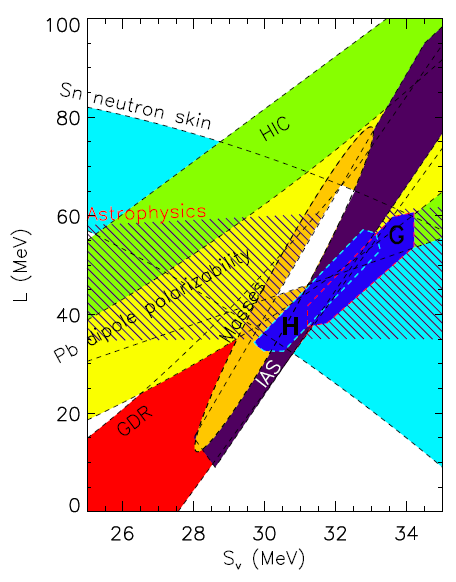 100
80
60
40
20
0
L (MeV)
Sn neutron skin
HIC
Astrophysics
G
Pb dipole polarizability
Masses
H
IAS
GDR
26 28 30 32 34
Sv (MeV)